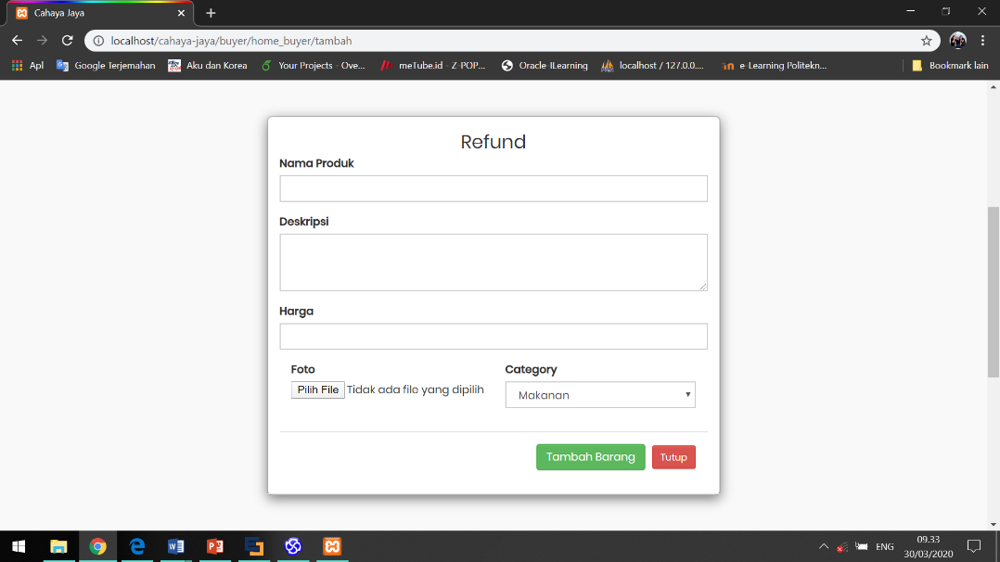 Cahaya Jaya
localhost/cahaya-jaya/buyer/home_buyer/tambah
Apl Google Terjemahan Aku dan Korea Your Projects - Ove... meTube.id - Z-POP... Oracle-ILearning localhost / 127.0.0.... e-Learning Politekn... Bookmark lain
Refund
Nama Produk
Deskripsi
Harga
Foto Category
Pilih File Tidak ada file yang dipilih Makanan
Tambah Barang Tutup
ENG
09.33
30/03/2020